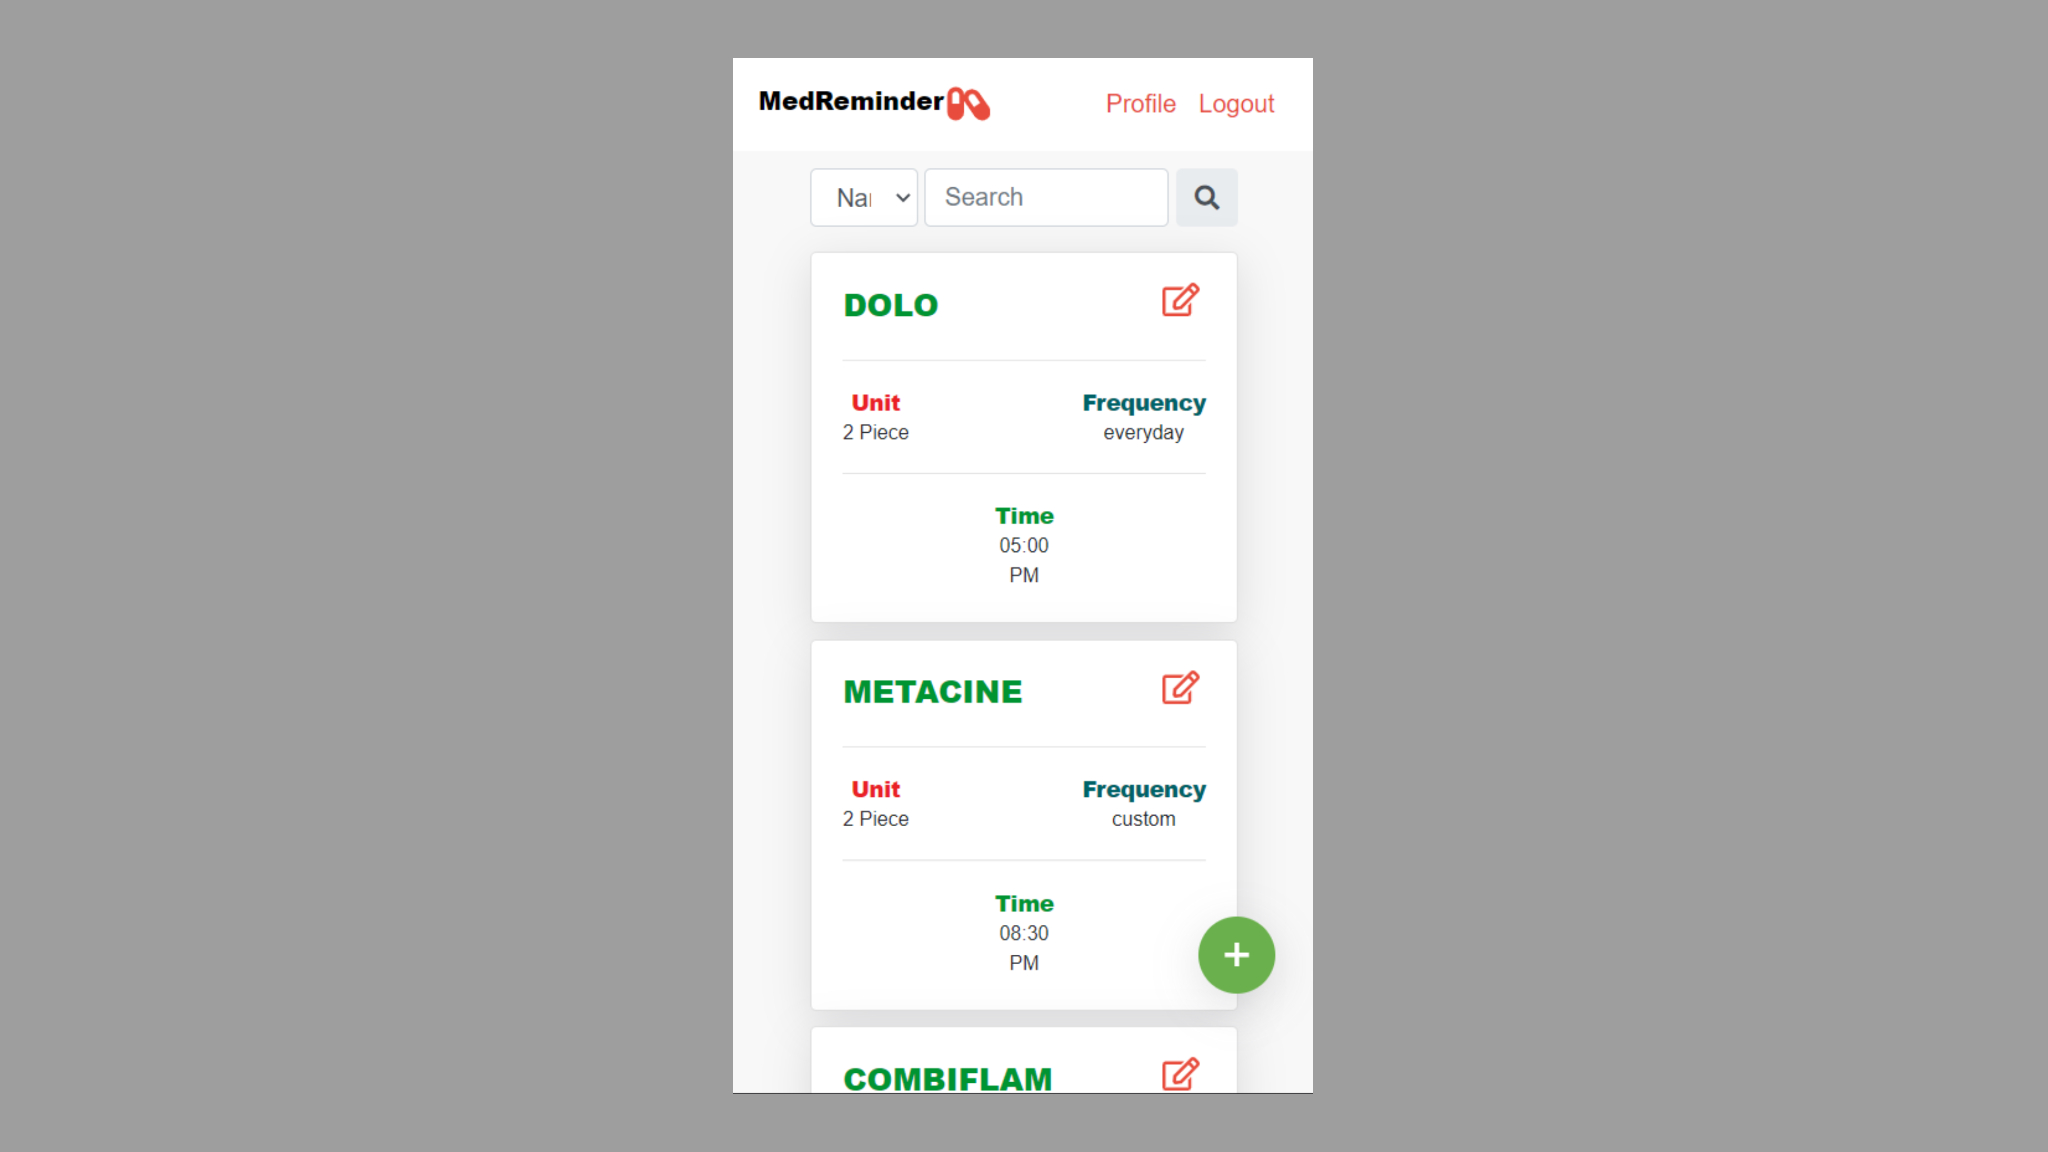 MedReminder
Profile Logout
Nar Search
DOLO
Unit Frequency
2 Piece everyday
Time
05:00
PM
METACINE
Unit Frequency
2 Piece custom
Time
08:30
PM
COMBIFLAM